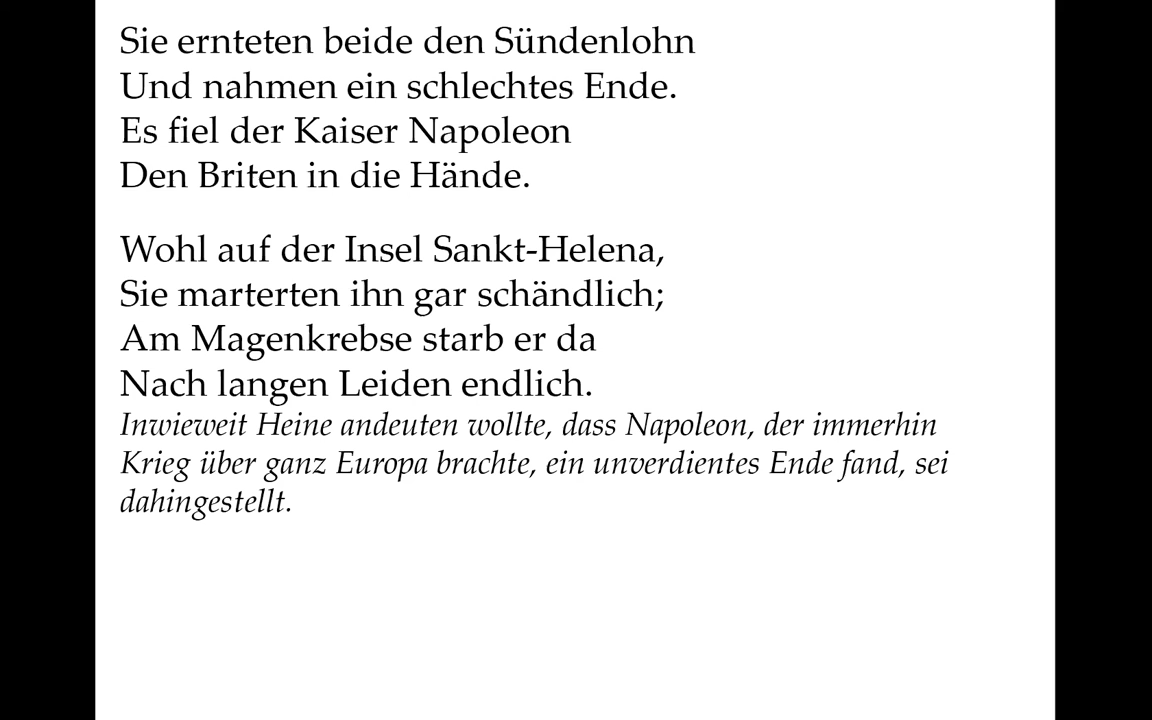 Sie ernteten beide den Sündenlohn
Und nahmen ein schlechtes Ende.
Es fiel der Kaiser Napoleon
Den Briten in die Hände.
Wohl auf der Insel Sankt-Helena,
Sie marterten ihn gar schändlich;
Am Magenkrebse starb er da
Nach langen Leiden endlich.
Inwieweit Heine andeuten wollte, dass Napoleon, der immerhin
Krieg über ganz Europa brachte, ein unverdientes Ende fand, sei
dahingestellt.